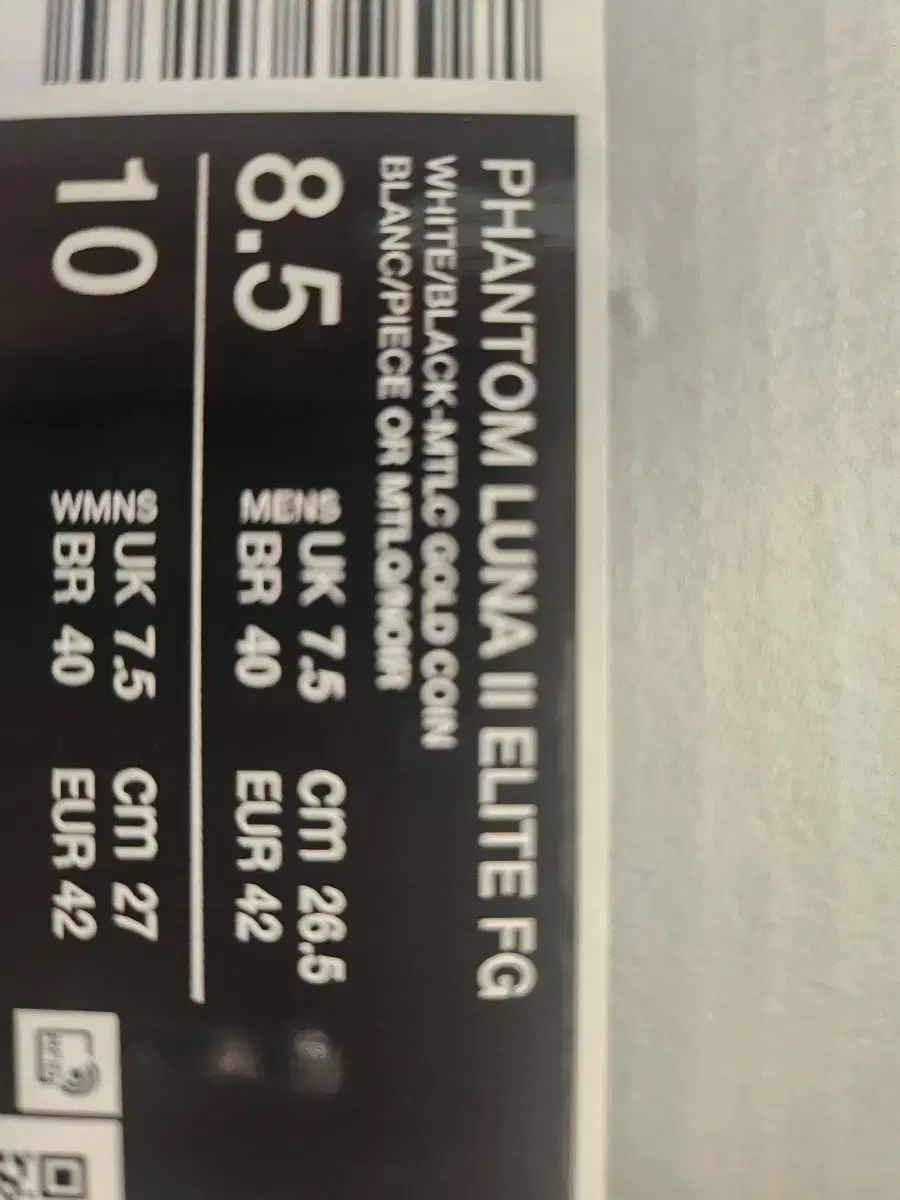 PHANTOM LUNA II ELITE FG
WHITE/BLACK-MTLC GOLD COIN
BLANC/PIECE OR MTLQ/NOIR
8.5
MENS
UK 7.5 cm 26.5
BR 40 EUR 42
10
WMNS
UK 7.5 cm 27
BR 40 EUR 42